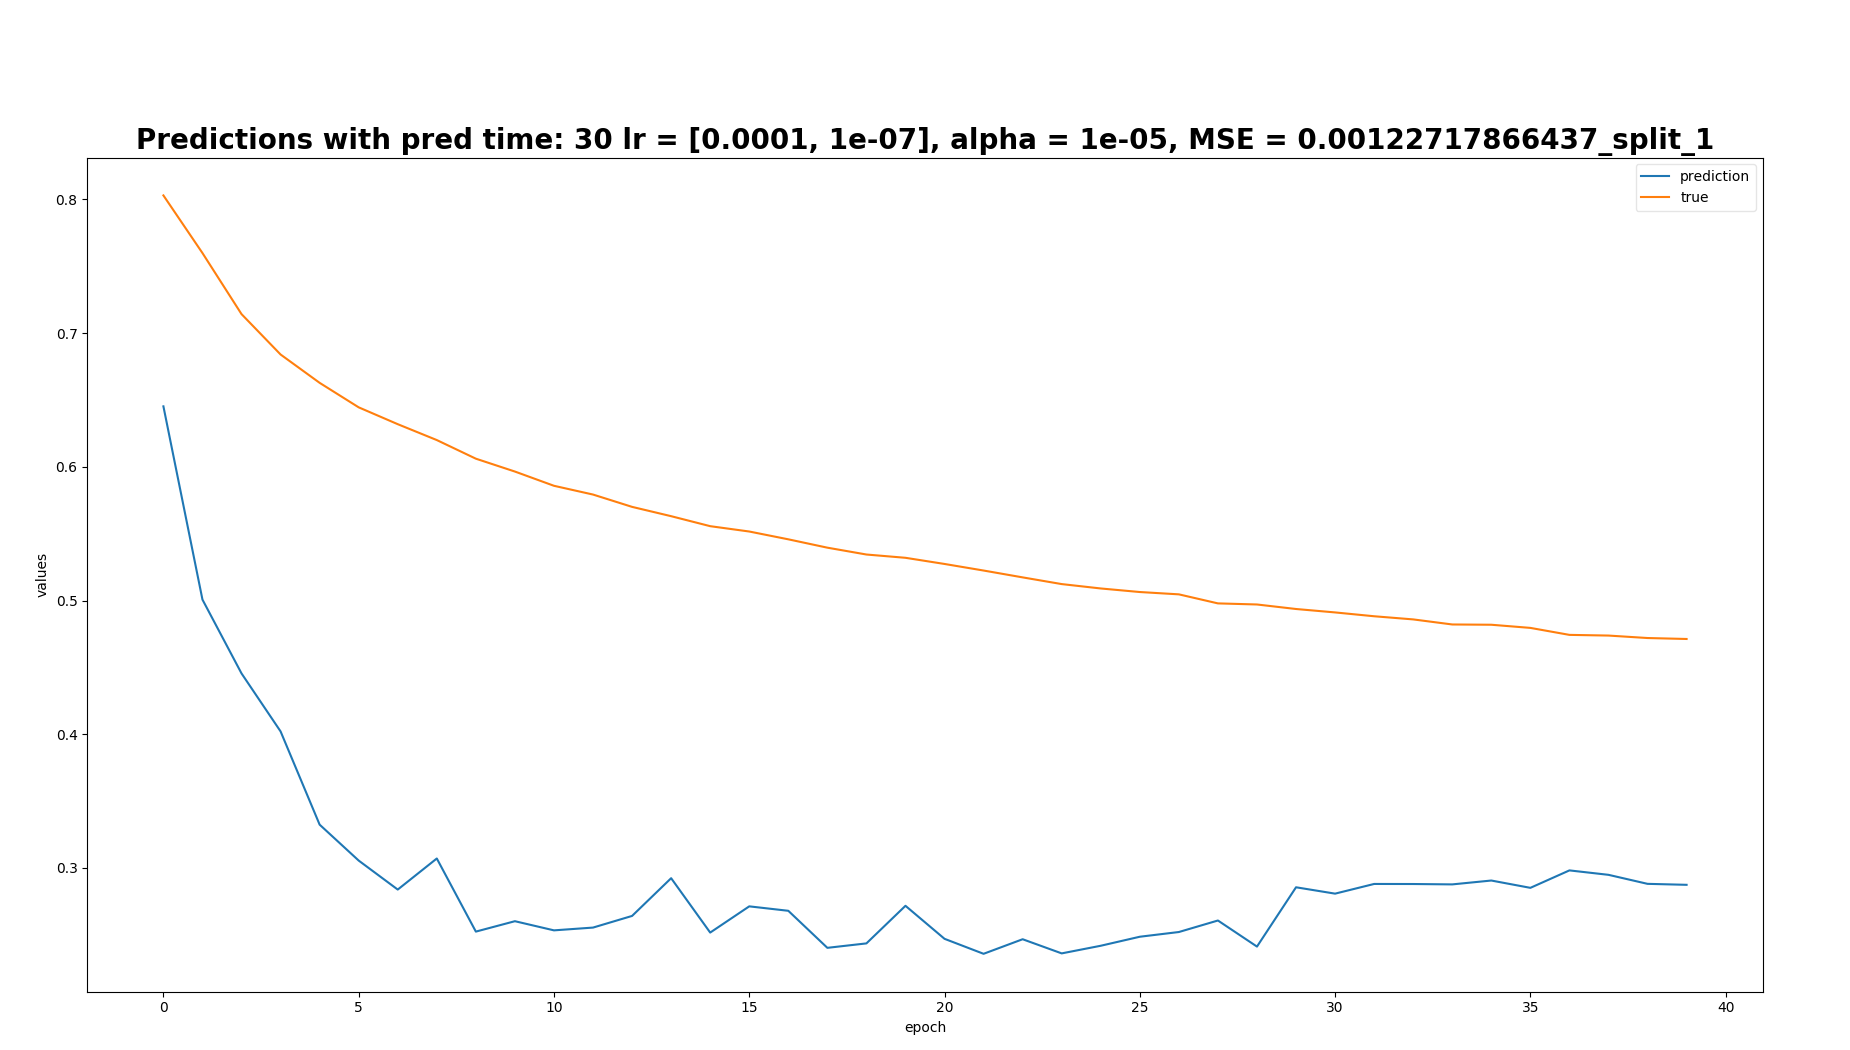 Predictions with pred time: 30 lr = [0.0001, 1e-07], alpha = 1e-05, MSE = 0.00122717866437_split_1
prediction
true
values
0.8
0.7
0.6
0.5
0.4
0.3
0 5 10 15 20 25 30 35 40
epoch